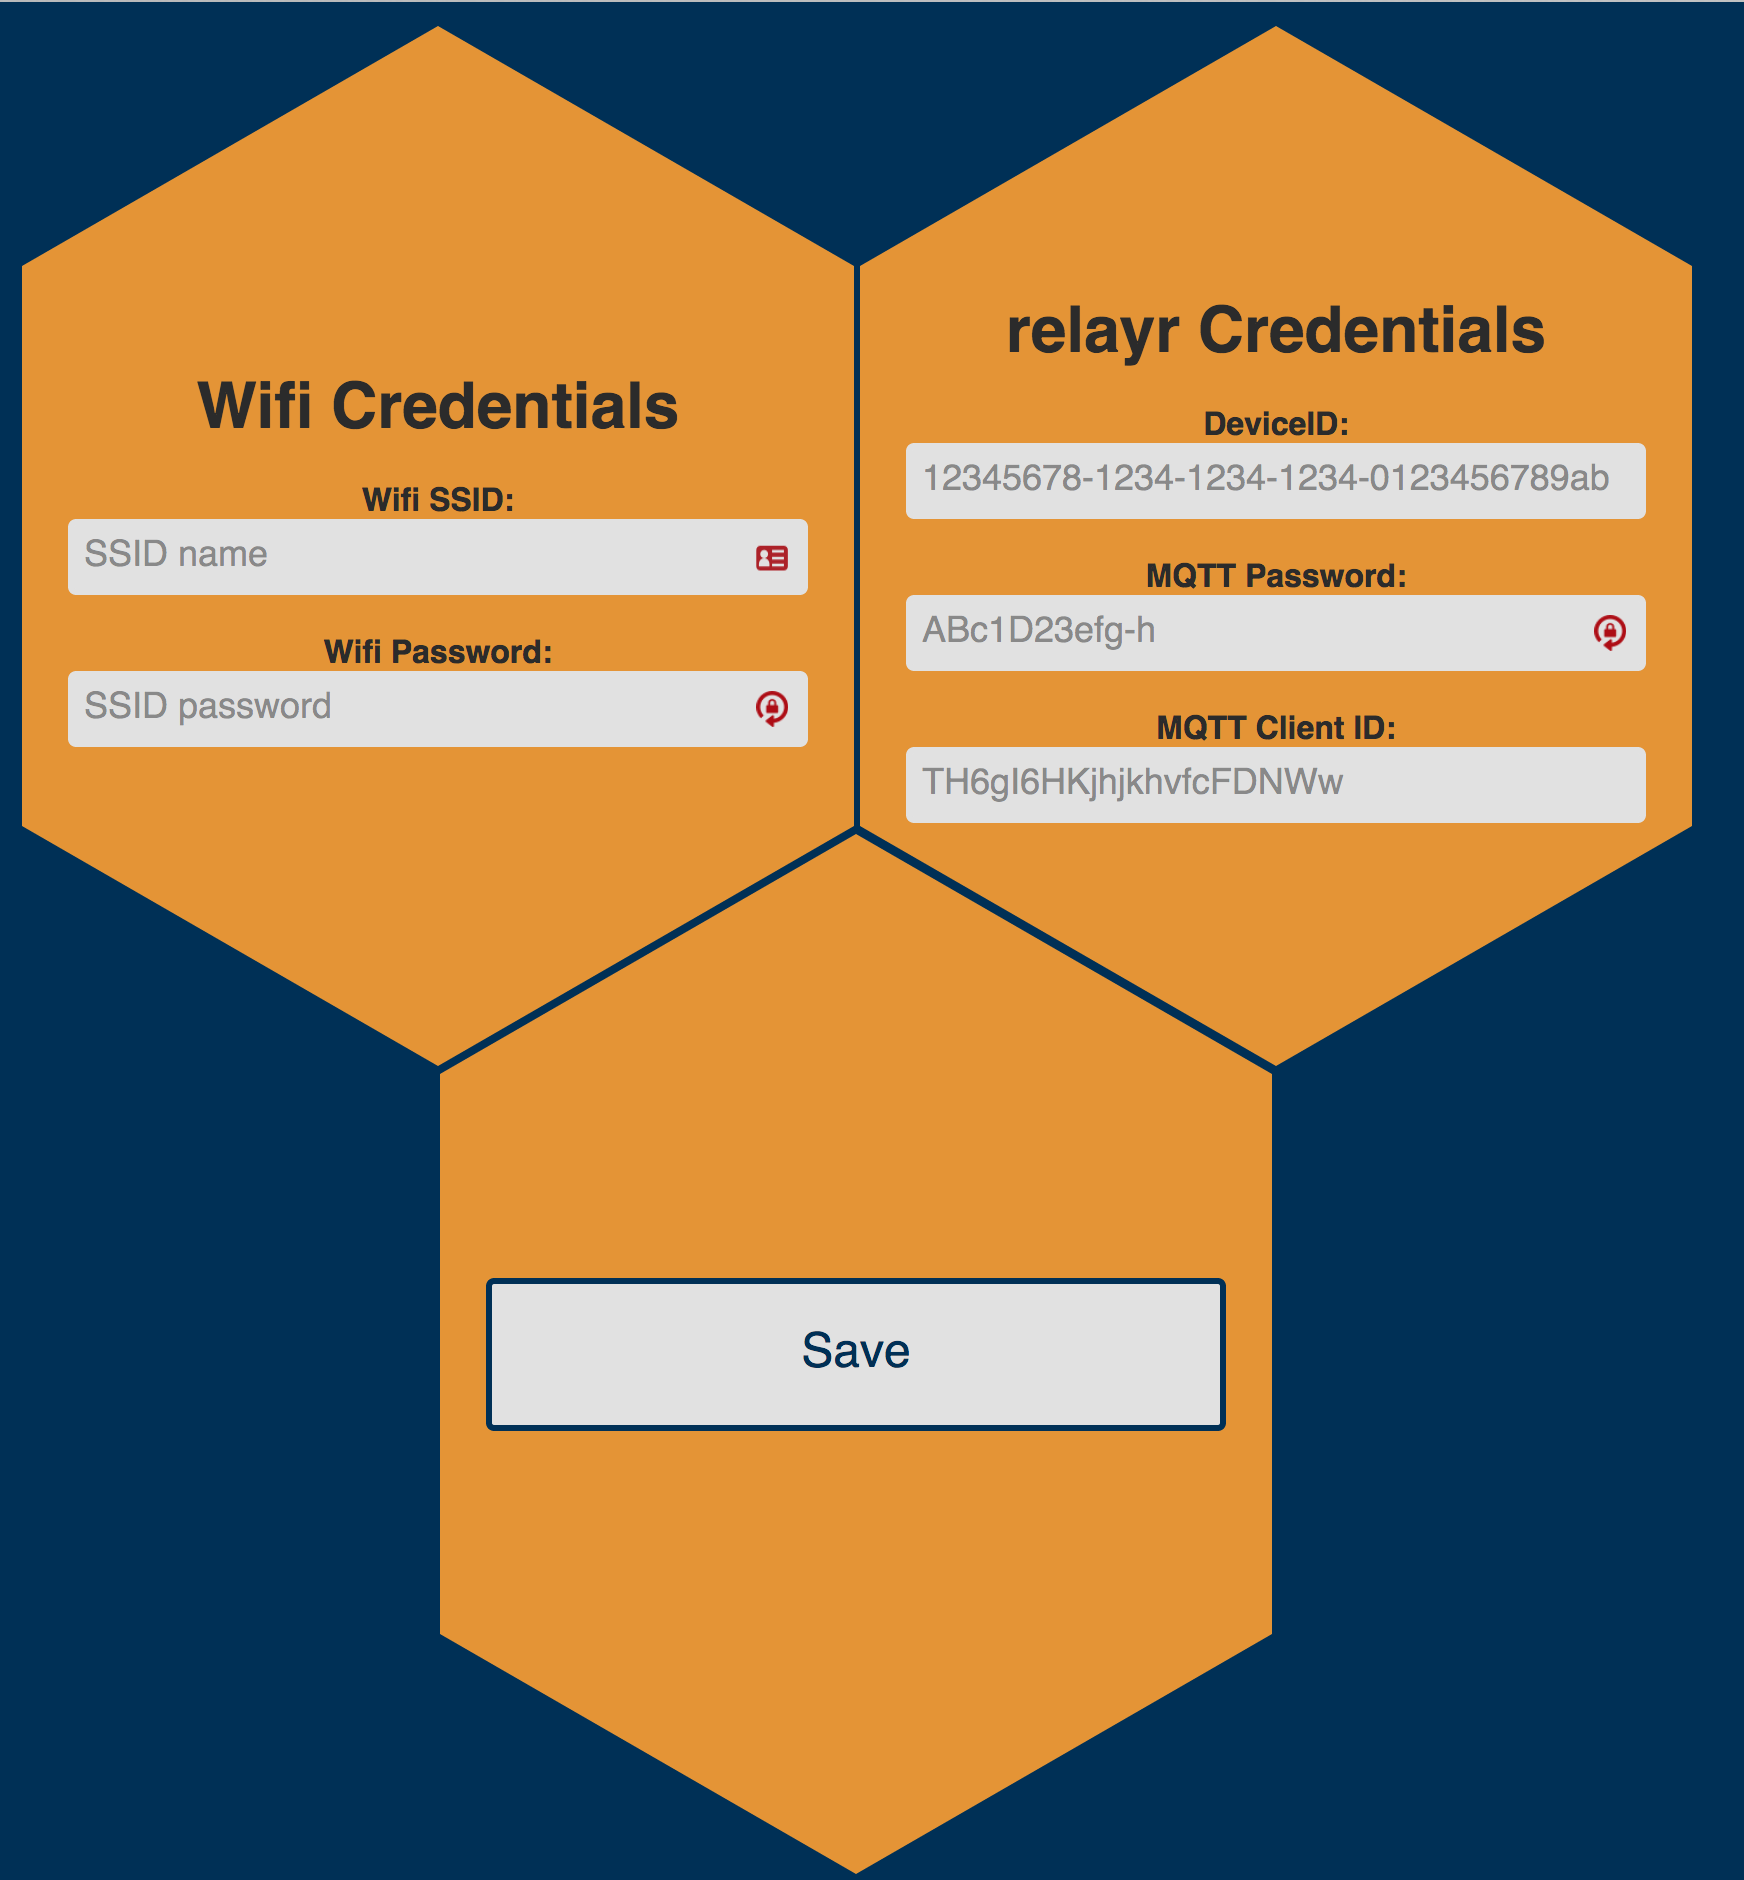 Wifi Credentials
Wifi SSID:
SSID name
Wifi Password:
SSID password
relayr Credentials
DeviceID:
12345678-1234-1234-1234-0123456789ab
MQTT Password:
ABc1D23efg-h
MQTT Client ID:
TH6gI6HKjhjkhvfcFDNWw
Save